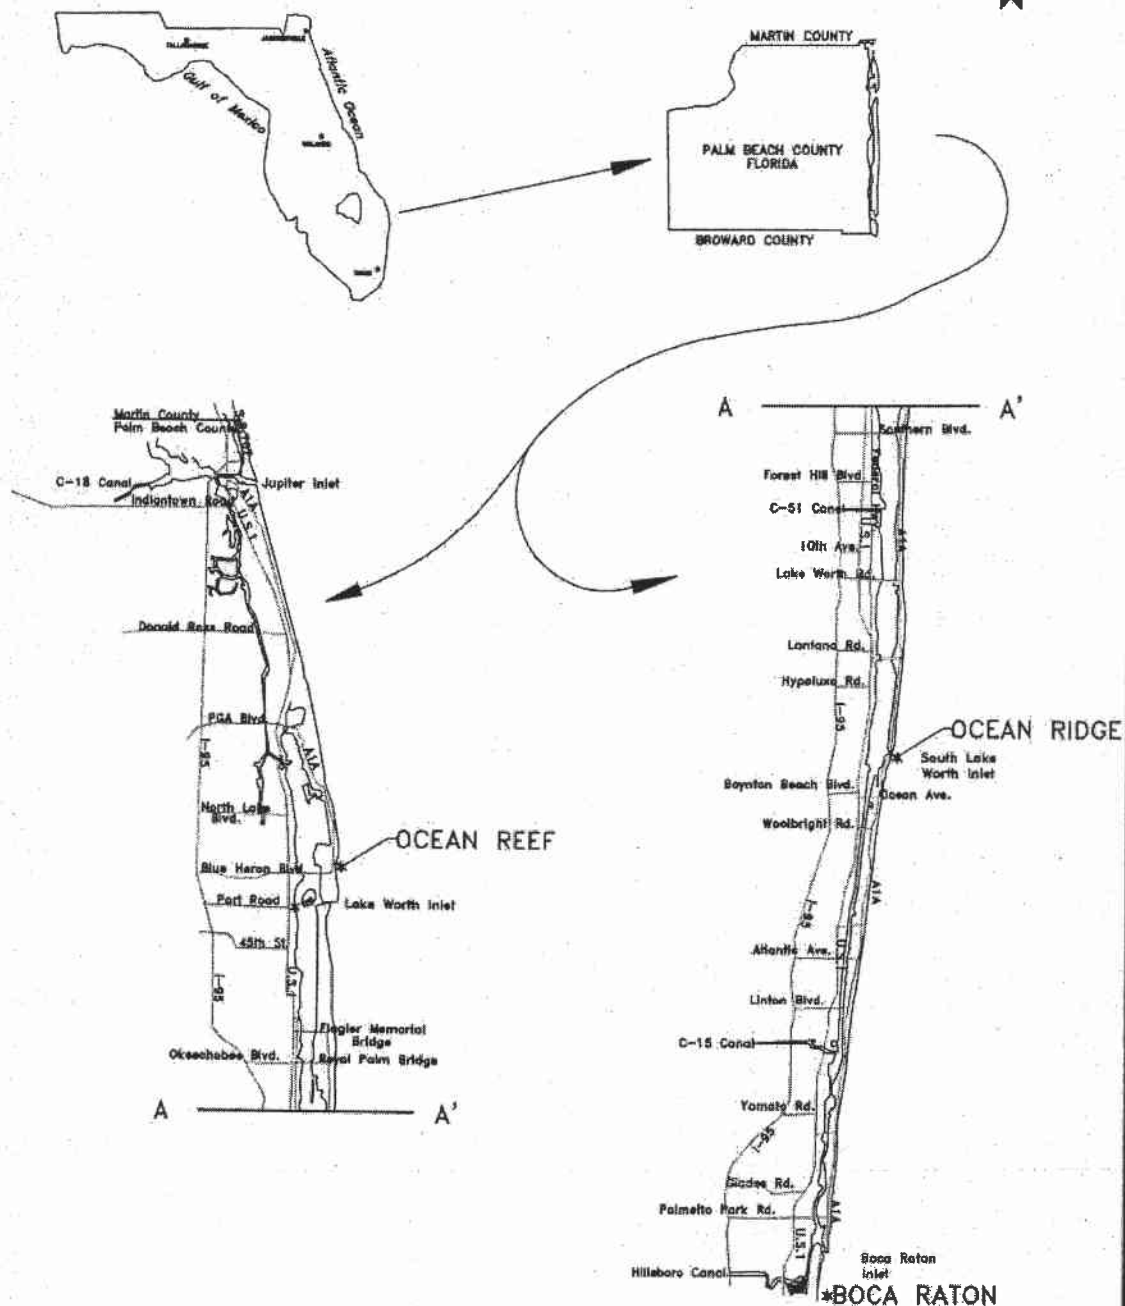 TALLAHASSEE
JACKSONVILLE
Atlantic Ocean
Gulf of Mexico
ORLANDO
MARTIN COUNTY
PALM BEACH COUNTY
FLORIDA
BROWARD COUNTY
Martin County
Palm Beach County
C-18 Canal
Jupiter Inlet
Indiantown Road
A1A
U.S.1
Donald Ross Road
PGA Blvd.
I-95
A1A
North Lake
Blvd.
OCEAN REEF
Blue Heron Blvd.
Port Road
Lake Worth Inlet
45th St.
I-95
U.S.1
Flagler Memorial
Bridge
Okeechobee Blvd.
Royal Palm Bridge
A
A'
A
A'
Southern Blvd.
Forest Hill Blvd.
Federal Hwy
C-51 Canal
10th Ave.
A1A
Lake Worth Rd.
Lantana Rd.
Hypoluxo Rd.
I-95
OCEAN RIDGE
South Lake
Worth Inlet
Boynton Beach Blvd.
Ocean Ave.
Woolbright Rd.
A1A
I-95
Atlantic Ave.
U.S.1
Linton Blvd.
C-15 Canal
Yamato Rd.
I-95
Glades Rd.
Palmetto Park Rd.
A1A
U.S.1
Boca Raton
Inlet
Hillsboro Canal
*BOCA RATON